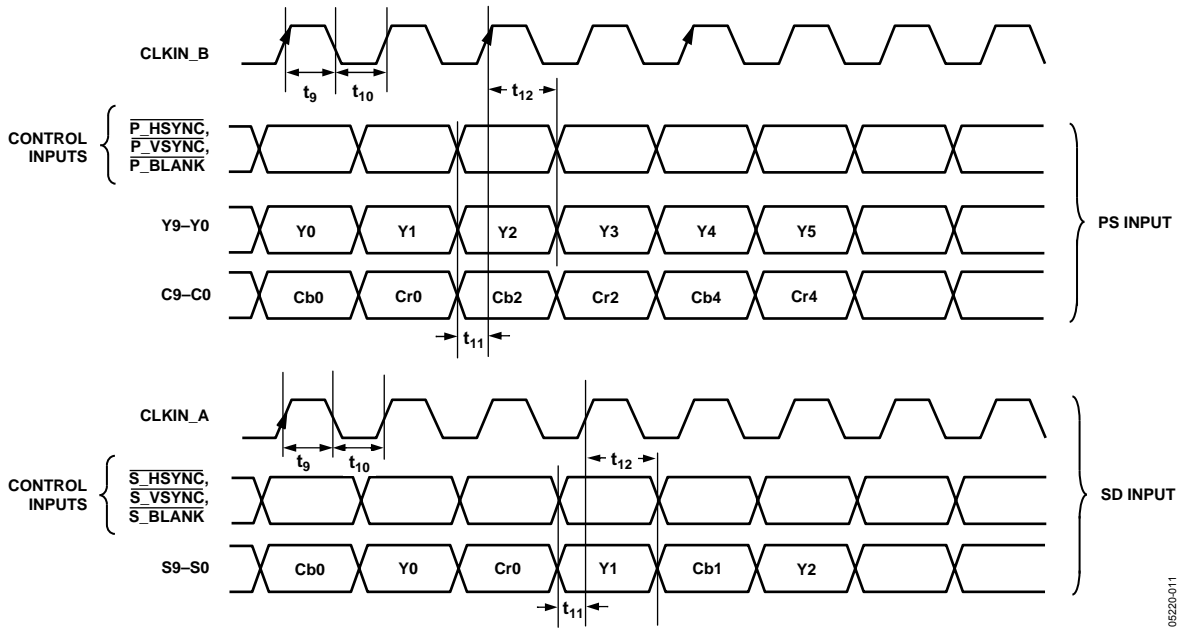 CLKIN_B
t9
t10
t12
CONTROL
INPUTS
P_HSYNC,
P_VSYNC,
P_BLANK
Y9–Y0
Y0
Y1
Y2
Y3
Y4
Y5
PS INPUT
C9–C0
Cb0
Cr0
Cb2
Cr2
Cb4
Cr4
t11
CLKIN_A
t9
t10
t12
CONTROL
INPUTS
S_HSYNC,
S_VSYNC,
S_BLANK
SD INPUT
S9–S0
Cb0
Y0
Cr0
Y1
Cb1
Y2
t11
05220-011